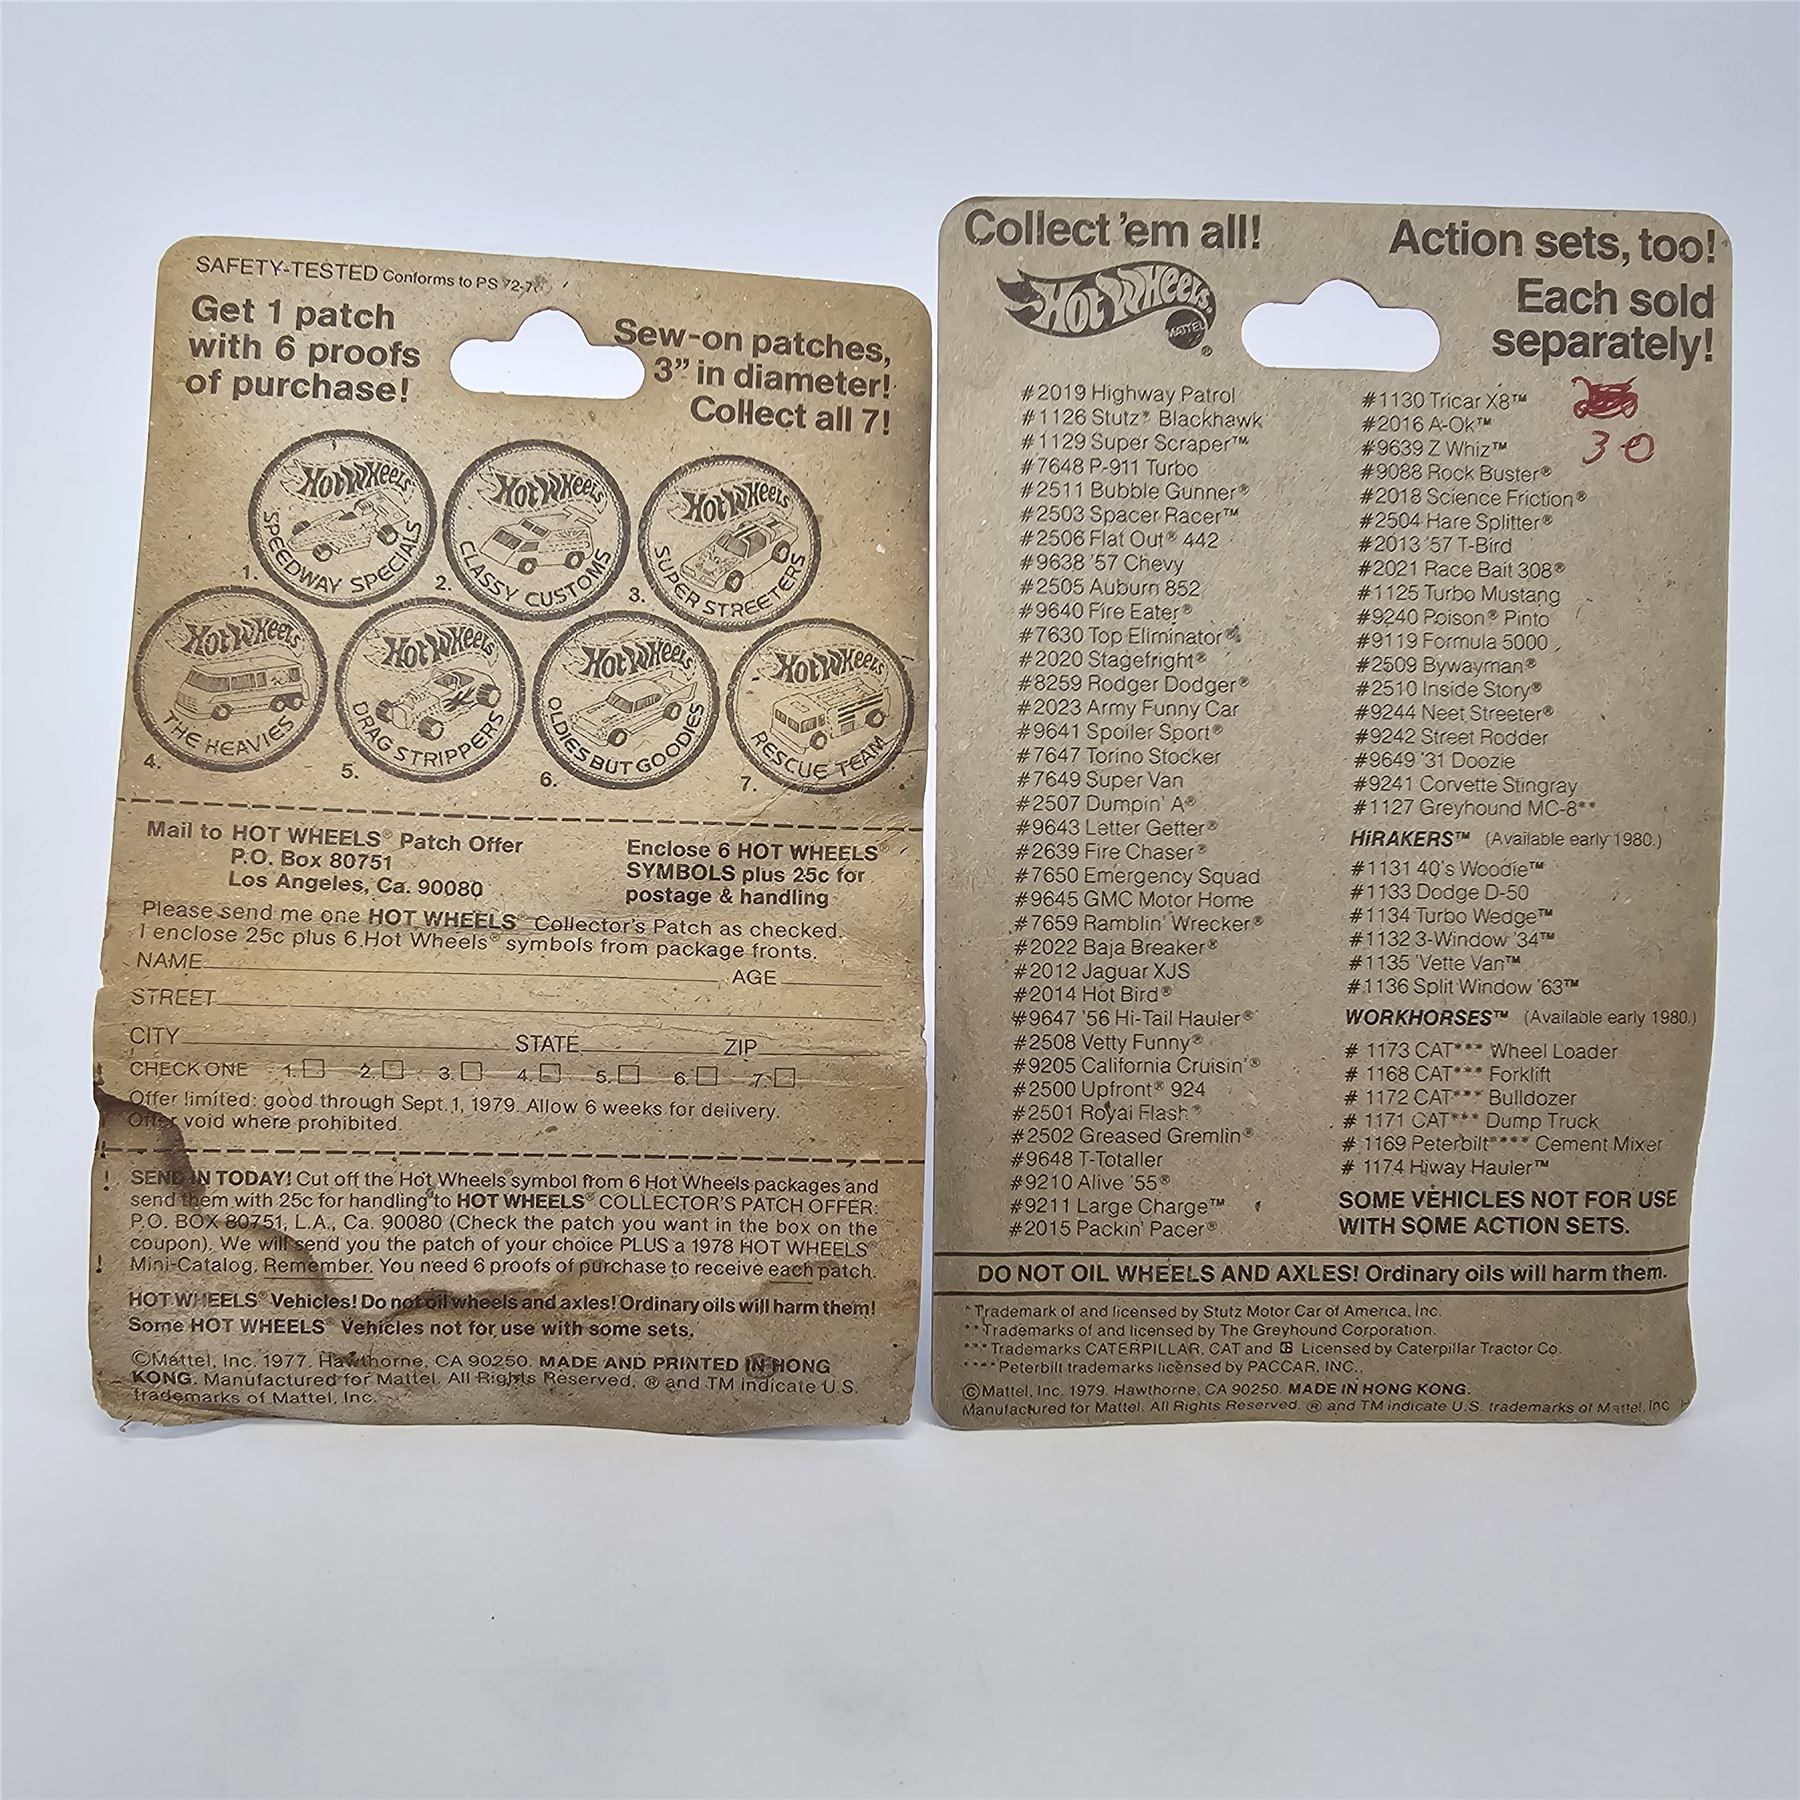 SAFETY-TESTED Conforms to PS 72-76
Get 1 patch
with 6 proofs
of purchase!
Sew-on patches,
3” in diameter!
Collect all 7!
HOT WHEELS
SPEEDWAY SPECIALS
1.
HOT WHEELS
CLASSY CUSTOMS
2.
HOT WHEELS
SUPER STREETERS
3.
HOT WHEELS
THE HEAVIES
4.
HOT WHEELS
DRAG STRIPPERS
5.
HOT WHEELS
OLDIES BUT GOODIES
6.
HOT WHEELS
RESCUE TEAM
7.
Mail to HOT WHEELS® Patch Offer
P.O. Box 80751
Los Angeles, Ca. 90080
Enclose 6 HOT WHEELS®
SYMBOLS plus 25c for
postage & handling
Please send me one HOT WHEELS® Collector's Patch as checked.
I enclose 25c plus 6 Hot Wheels® symbols from package fronts.
NAME AGE
STREET
CITY STATE ZIP
CHECK ONE 1. 2. 3. 4. 5. 6. 7.
Offer limited: good through Sept. 1, 1979. Allow 6 weeks for delivery.
Offer void where prohibited.
SEND IN TODAY! Cut off the Hot Wheels® symbol from 6 Hot Wheels packages and
send them with 25c for handling to HOT WHEELS® COLLECTOR'S PATCH OFFER:
P.O. BOX 80751, L.A., Ca. 90080 (Check the patch you want in the box on the
coupon). We will send you the patch of your choice PLUS a 1978 HOT WHEELS®
Mini-Catalog. Remember. You need 6 proofs of purchase to receive each patch.
HOT WHEELS® Vehicles! Do not oil wheels and axles! Ordinary oils will harm them!
Some HOT WHEELS® Vehicles not for use with some sets.
©Mattel, Inc. 1977. Hawthorne, CA 90250. MADE AND PRINTED IN HONG
KONG. Manufactured for Mattel. All Rights Reserved. ® and TM indicate U.S.
trademarks of Mattel, Inc.
Collect 'em all!
HOT WHEELS
MATTEL
®
Action sets, too!
Each sold
separately!
#2019 Highway Patrol
#1126 Stutz* Blackhawk
#1129 Super Scraper™
#7648 P-911 Turbo
#2511 Bubble Gunner®
#2503 Spacer Racer™
#2506 Flat Out® 442
#9638 '57 Chevy
#2505 Auburn 852
#9640 Fire Eater®
#7630 Top Eliminator®
#2020 Stagefright®
#8259 Rodger Dodger®
#2023 Army Funny Car
#9641 Spoiler Sport®
#7647 Torino Stocker
#7649 Super Van
#2507 Dumpin' A®
#9643 Letter Getter®
#2639 Fire Chaser®
#7650 Emergency Squad
#9645 GMC Motor Home
#7659 Ramblin' Wrecker®
#2022 Baja Breaker®
#2012 Jaguar XJS
#2014 Hot Bird®
#9647 '56 Hi-Tail Hauler®
#2508 Vetty Funny®
#9205 California Cruisin'®
#2500 Upfront® 924
#2501 Royal Flash®
#2502 Greased Gremlin®
#9648 T-Totaller
#9210 Alive '55®
#9211 Large Charge™
#2015 Packin' Pacer®
#1130 Tricar X8™
#2016 A-Ok™
#9639 Z Whiz™
#9088 Rock Buster®
#2018 Science Friction®
#2504 Hare Splitter®
#2013 '57 T-Bird
#2021 Race Bait 308®
#1125 Turbo Mustang
#9240 Poison® Pinto
#9119 Formula 5000
#2509 Bywayman®
#2510 Inside Story®
#9244 Neet Streeter®
#9242 Street Rodder
#9649 '31 Doozie
#9241 Corvette Stingray
#1127 Greyhound MC-8**
30
HiRAKERS™ (Available early 1980.)
#1131 40's Woodie™
#1133 Dodge D-50
#1134 Turbo Wedge™
#1132 3-Window '34™
#1135 'Vette Van™
#1136 Split Window '63™
WORKHORSES™ (Available early 1980.)
# 1173 CAT*** Wheel Loader
# 1168 CAT*** Forklift
# 1172 CAT*** Bulldozer
# 1171 CAT*** Dump Truck
# 1169 Peterbilt**** Cement Mixer
# 1174 Hiway Hauler™
SOME VEHICLES NOT FOR USE
WITH SOME ACTION SETS.
DO NOT OIL WHEELS AND AXLES! Ordinary oils will harm them.
*Trademark of and licensed by Stutz Motor Car of America, Inc.
**Trademarks of and licensed by The Greyhound Corporation.
***Trademarks CATERPILLAR, CAT and Licensed by Caterpillar Tractor Co.
****Peterbilt trademarks licensed by PACCAR, INC.
©Mattel, Inc. 1979. Hawthorne, CA 90250. MADE IN HONG KONG.
Manufactured for Mattel. All Rights Reserved. ® and TM indicate U.S. trademarks of Mattel, Inc.